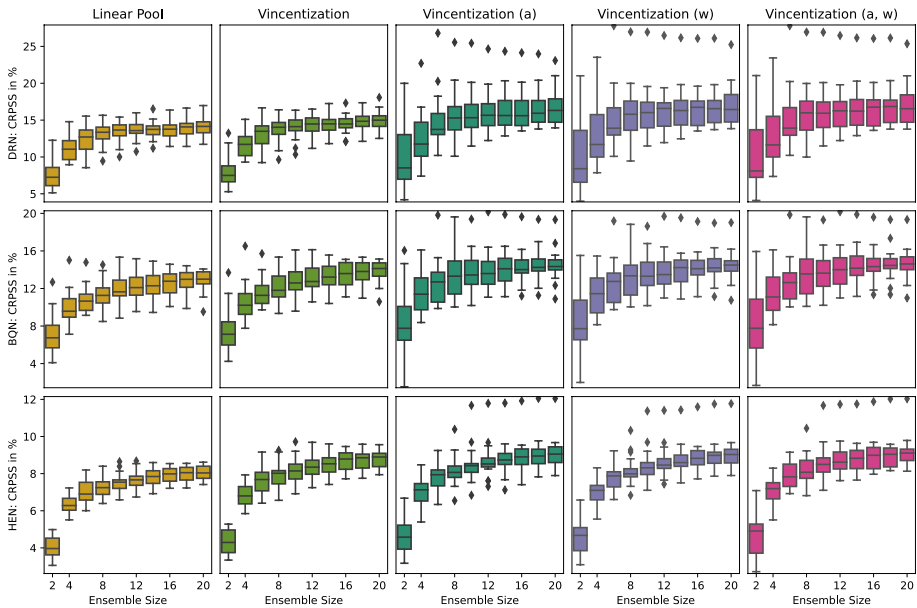 Linear Pool Vincentization Vincentization (a) Vincentization (w) Vincentization (a, w)
DRN: CRPSS in %
25
20
15
10
5
BQN: CRPSS in %
20
16
12
8
4
HEN: CRPSS in %
12
10
8
6
4
2 4 8 12 16 20 2 4 8 12 16 20 2 4 8 12 16 20 2 4 8 12 16 20 2 4 8 12 16 20
Ensemble Size Ensemble Size Ensemble Size Ensemble Size Ensemble Size